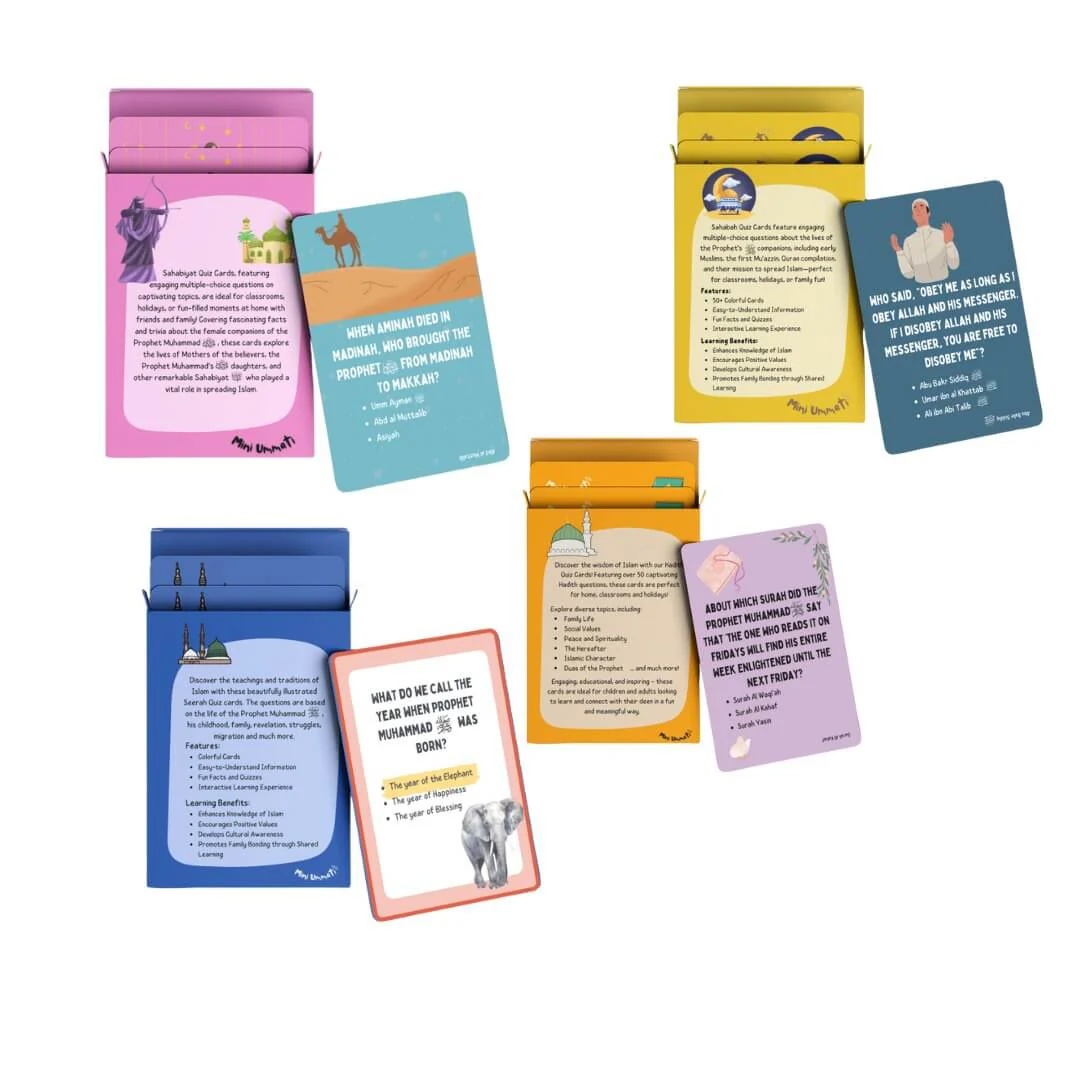 Sahabiyat Quiz Cards, featuring
engaging multiple-choice questions on
captivating topics, are ideal for classrooms,
holidays, or fun-filled moments at home with
friends and family! Covering fascinating facts
and trivia about the female companions of the
Prophet Muhammad ﷺ, these cards explore
the lives of Mothers of the believers, the
Prophet Muhammad's ﷺ daughters, and
other remarkable Sahabiyat who played a
vital role in spreading Islam.
Mini Ummati
WHEN AMINAH DIED IN
MADINAH, WHO BROUGHT THE
PROPHET ﷺ FROM MADINAH
TO MAKKAH?
• Umm Ayman
• Abd al Muttalib
• Asiyah
Sahabah Quiz Cards feature engaging
multiple-choice questions about the lives of
the Prophet's ﷺ companions, including early
Muslims, the first Mu'azzin, Quran compilation,
and their mission to spread Islam—perfect
for classrooms, holidays, or family fun!
Features:
• 50+ Colorful Cards
• Easy-to-Understand Information
• Fun Facts and Quizzes
• Interactive Learning Experience
Learning Benefits:
• Enhances Knowledge of Islam
• Encourages Positive Values
• Develops Cultural Awareness
• Promotes Family Bonding through Shared
Learning
Mini Ummati
WHO SAID, "OBEY ME AS LONG AS I
OBEY ALLAH AND HIS MESSENGER.
IF I DISOBEY ALLAH AND HIS
MESSENGER, YOU ARE FREE TO
DISOBEY ME"?
• Abu Bakr Siddiq
• Umar ibn al Khattab
• Ali ibn Abi Talib
Abu Bakr Siddiq
Discover the teachings and traditions of
Islam with these beautifully illustrated
Seerah Quiz cards. The questions are based
on the life of the Prophet Muhammad ﷺ,
his childhood, family, revelation, struggles,
migration and much more.
Features:
• Colorful Cards
• Easy-to-Understand Information
• Fun Facts and Quizzes
• Interactive Learning Experience
Learning Benefits:
• Enhances Knowledge of Islam
• Encourages Positive Values
• Develops Cultural Awareness
• Promotes Family Bonding through Shared
Learning
Mini Ummati
WHAT DO WE CALL THE
YEAR WHEN PROPHET
MUHAMMAD ﷺ WAS
BORN?
• The year of the Elephant
• The year of Happiness
• The year of Blessing
Discover the wisdom of Islam with our Hadith
Quiz Cards! Featuring over 50 captivating
Hadith questions, these cards are perfect
for home, classrooms and holidays!
Explore diverse topics, including:
• Family Life
• Social Values
• Peace and Spirituality
• The Hereafter
• Islamic Character
• Duas of the Prophet ... and much more!
Engaging, educational, and inspiring – these
cards are ideal for children and adults looking
to learn and connect with their deen in a fun
and meaningful way.
Mini Ummati
ABOUT WHICH SURAH DID THE
PROPHET MUHAMMAD ﷺ SAY
THAT 'THE ONE WHO READS IT ON
FRIDAYS WILL FIND HIS ENTIRE
WEEK ENLIGHTENED UNTIL THE
NEXT FRIDAY?
• Surah Al Waqi'ah
• Surah Al Kahaf
• Surah Yasin